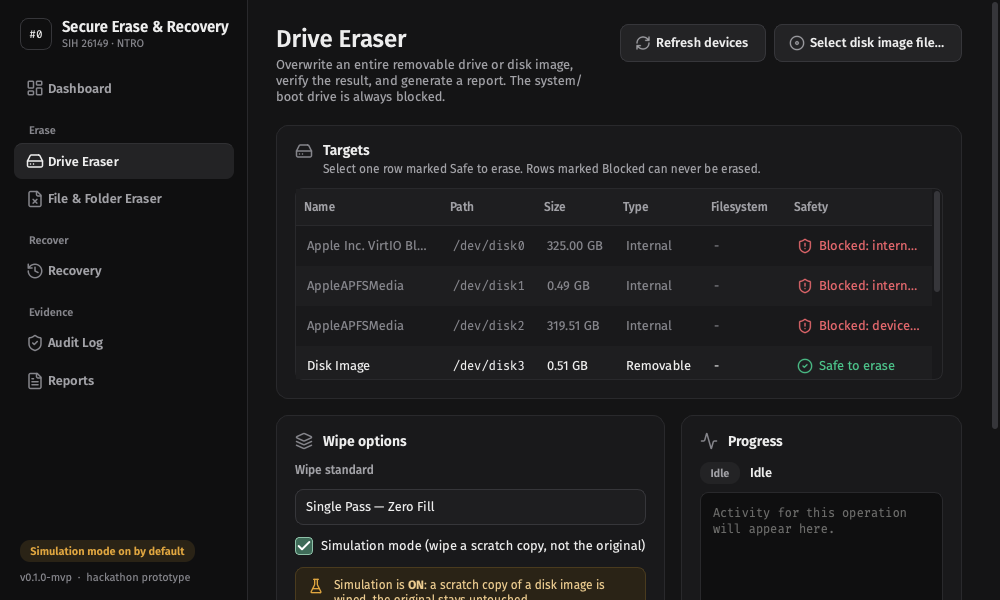 #0
Secure Erase & Recovery
SIH 26149 · NTRO
Dashboard
Erase
Drive Eraser
File & Folder Eraser
Recover
Recovery
Evidence
Audit Log
Reports
Simulation mode on by default
v0.1.0-mvp · hackathon prototype
Drive Eraser
Overwrite an entire removable drive or disk image,
verify the result, and generate a report. The system/
boot drive is always blocked.
Refresh devices
Select disk image file...
Targets
Select one row marked Safe to erase. Rows marked Blocked can never be erased.
Name Path Size Type Filesystem Safety
Apple Inc. VirtIO Bl... /dev/disk0 325.00 GB Internal - Blocked: intern...
AppleAPFSMedia /dev/disk1 0.49 GB Internal - Blocked: intern...
AppleAPFSMedia /dev/disk2 319.51 GB Internal - Blocked: device...
Disk Image /dev/disk3 0.51 GB Removable - Safe to erase
Wipe options
Wipe standard
Single Pass — Zero Fill
Simulation mode (wipe a scratch copy, not the original)
Simulation is ON: a scratch copy of a disk image is
wiped, the original stays untouched.
Progress
Idle Idle
Activity for this operation
will appear here.